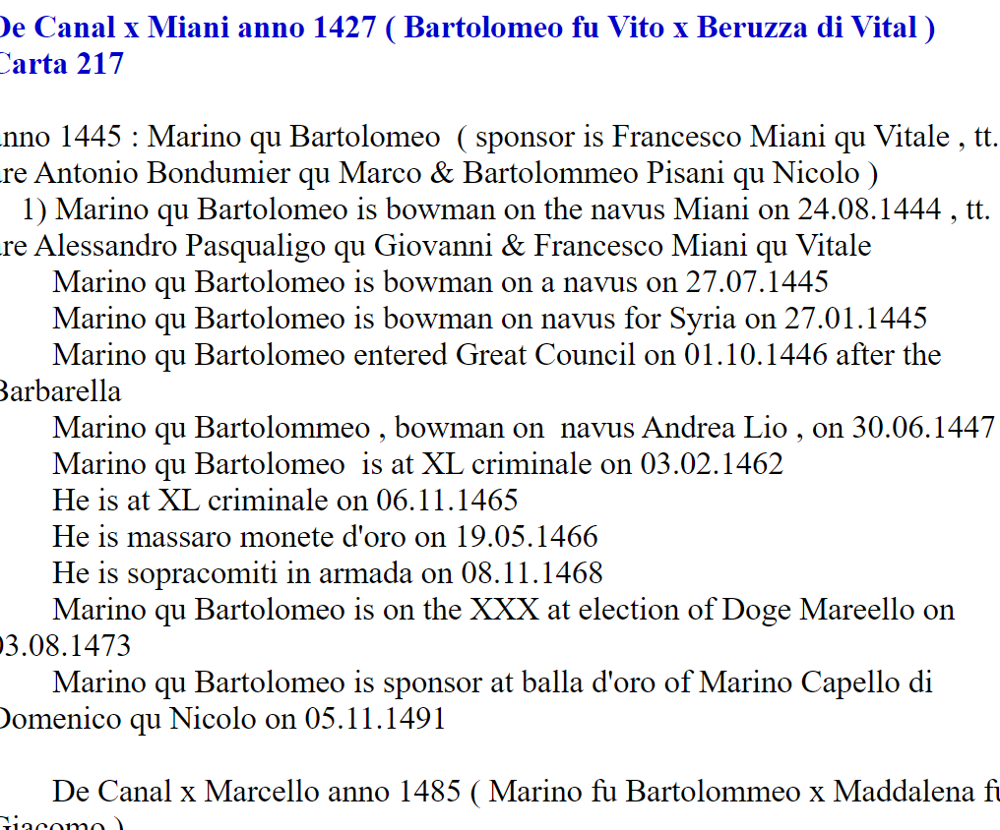 De Canal x Miani anno 1427 ( Bartolomeo fu Vito x Beruzza di Vital )
Carta 217
anno 1445 : Marino qu Bartolomeo ( sponsor is Francesco Miani qu Vitale , tt.
are Antonio Bondumier qu Marco & Bartolommeo Pisani qu Nicolo )
1) Marino qu Bartolomeo is bowman on the navus Miani on 24.08.1444 , tt.
are Alessandro Pasqualigo qu Giovanni & Francesco Miani qu Vitale
Marino qu Bartolomeo is bowman on a navus on 27.07.1445
Marino qu Bartolomeo is bowman on navus for Syria on 27.01.1445
Marino qu Bartolomeo entered Great Council on 01.10.1446 after the
Barbarella
Marino qu Bartolommeo , bowman on navus Andrea Lio , on 30.06.1447
Marino qu Bartolomeo is at XL criminale on 03.02.1462
He is at XL criminale on 06.11.1465
He is massaro monete d'oro on 19.05.1466
He is sopracomiti in armada on 08.11.1468
Marino qu Bartolomeo is on the XXX at election of Doge Mareello on
03.08.1473
Marino qu Bartolomeo is sponsor at balla d'oro of Marino Capello di
Domenico qu Nicolo on 05.11.1491
De Canal x Marcello anno 1485 ( Marino fu Bartolommeo x Maddalena fu
Giacomo )